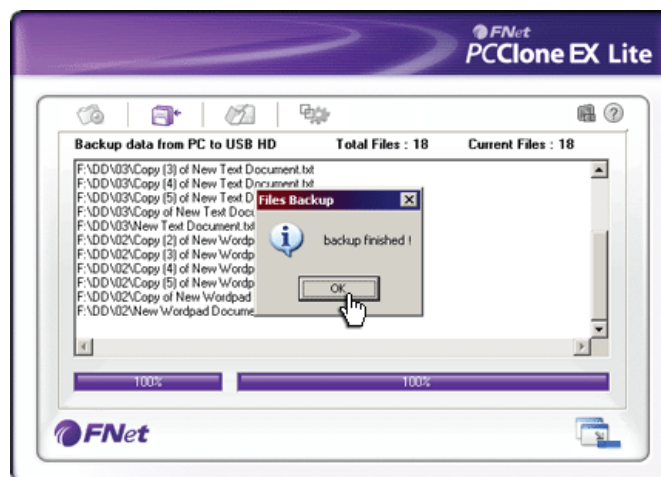 FNet
PCClone EX Lite
Backup data from PC to USB HD Total Files : 18 Current Files : 18
F:\DD\03\Copy (3) of New Text Document.txt
F:\DD\03\Copy (4) of New Text Document.txt
F:\DD\03\Copy (5) of New Text D
F:\DD\03\Copy of New Text Docu
F:\DD\03\New Text Document.txt
F:\DD\02\Copy (2) of New Wordp
F:\DD\02\Copy (3) of New Wordp
F:\DD\02\Copy (4) of New Wordp
F:\DD\02\Copy (5) of New Wordp
F:\DD\02\Copy of New Wordpad
F:\DD\02\New Wordpad Docume
Files Backup
backup finished !
OK
100% 100%
FNet